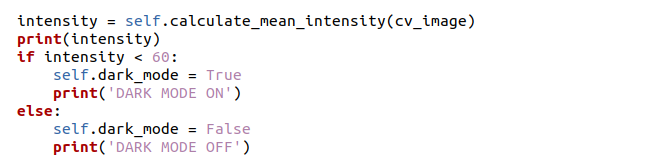 intensity = self.calculate_mean_intensity(cv_image)
print(intensity)
if intensity < 60:
    self.dark_mode = True
    print('DARK MODE ON')
else:
    self.dark_mode = False
    print('DARK MODE OFF')